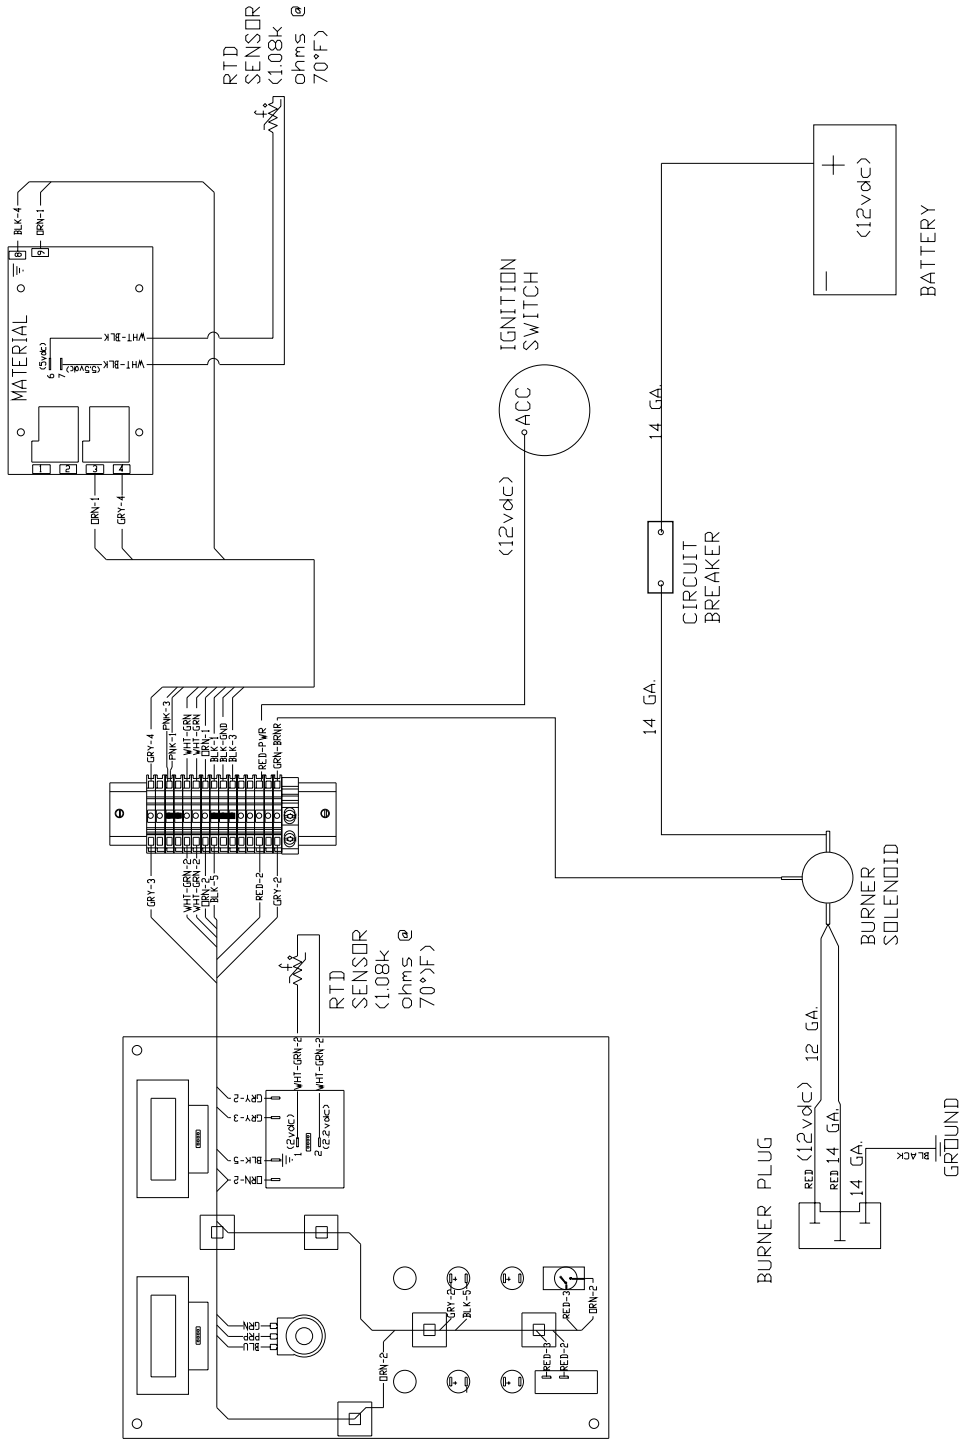 RTD
SENSOR
(1.08k
ohms @
70°F)
BLK-4
ORN-1
8
9
MATERIAL
(5vdc)
6
7
(5.5vdc)
WHT-BLK
WHT-BLK
1
2
3
4
ORN-1
GRY-4
IGNITION
SWITCH
ACC
(12vdc)
+
(12vdc)
−
BATTERY
14 GA.
CIRCUIT
BREAKER
14 GA.
GRY-4
PNK-3
PNK-1
WHT-GRN
WHT-GRN
ORN-1
BLK-1
BLK-GND
BLK-3
RED-PWR
GRN-BRNR
GRY-3
WHT-GRN-2
WHT-GRN-2
ORN-2
BLK-5
RED-2
GRY-2
BURNER
SOLENOID
RTD
SENSOR
(1.08k
ohms @
70°)F)
WHT-GRN-2
WHT-GRN-2
GRY-2
GRY-3
BLK-5
ORN-2
(2vdc)
1
2
(2.2vdc)
GRN
PRP
BLU
ORN-2
GRY-2
BLK-5
RED-3
ORN-2
RED-3
RED-2
12 GA.
RED (12vdc)
RED 14 GA.
14 GA.
BLACK
GROUND
BURNER PLUG